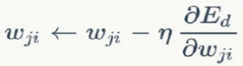 w_{ji} ← w_{ji} − η ∂E_d / ∂w_{ji}